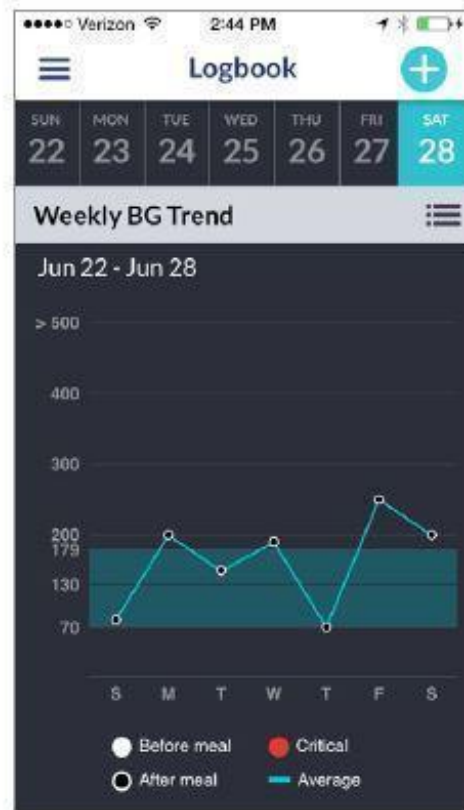 Verizon 2:44 PM
Logbook
SUN MON TUE WED THU FRI SAT
22 23 24 25 26 27 28
Weekly BG Trend
Jun 22 - Jun 28
> 500
400
300
200
179
130
70
S M T W T F S
Before meal Critical
After meal Average